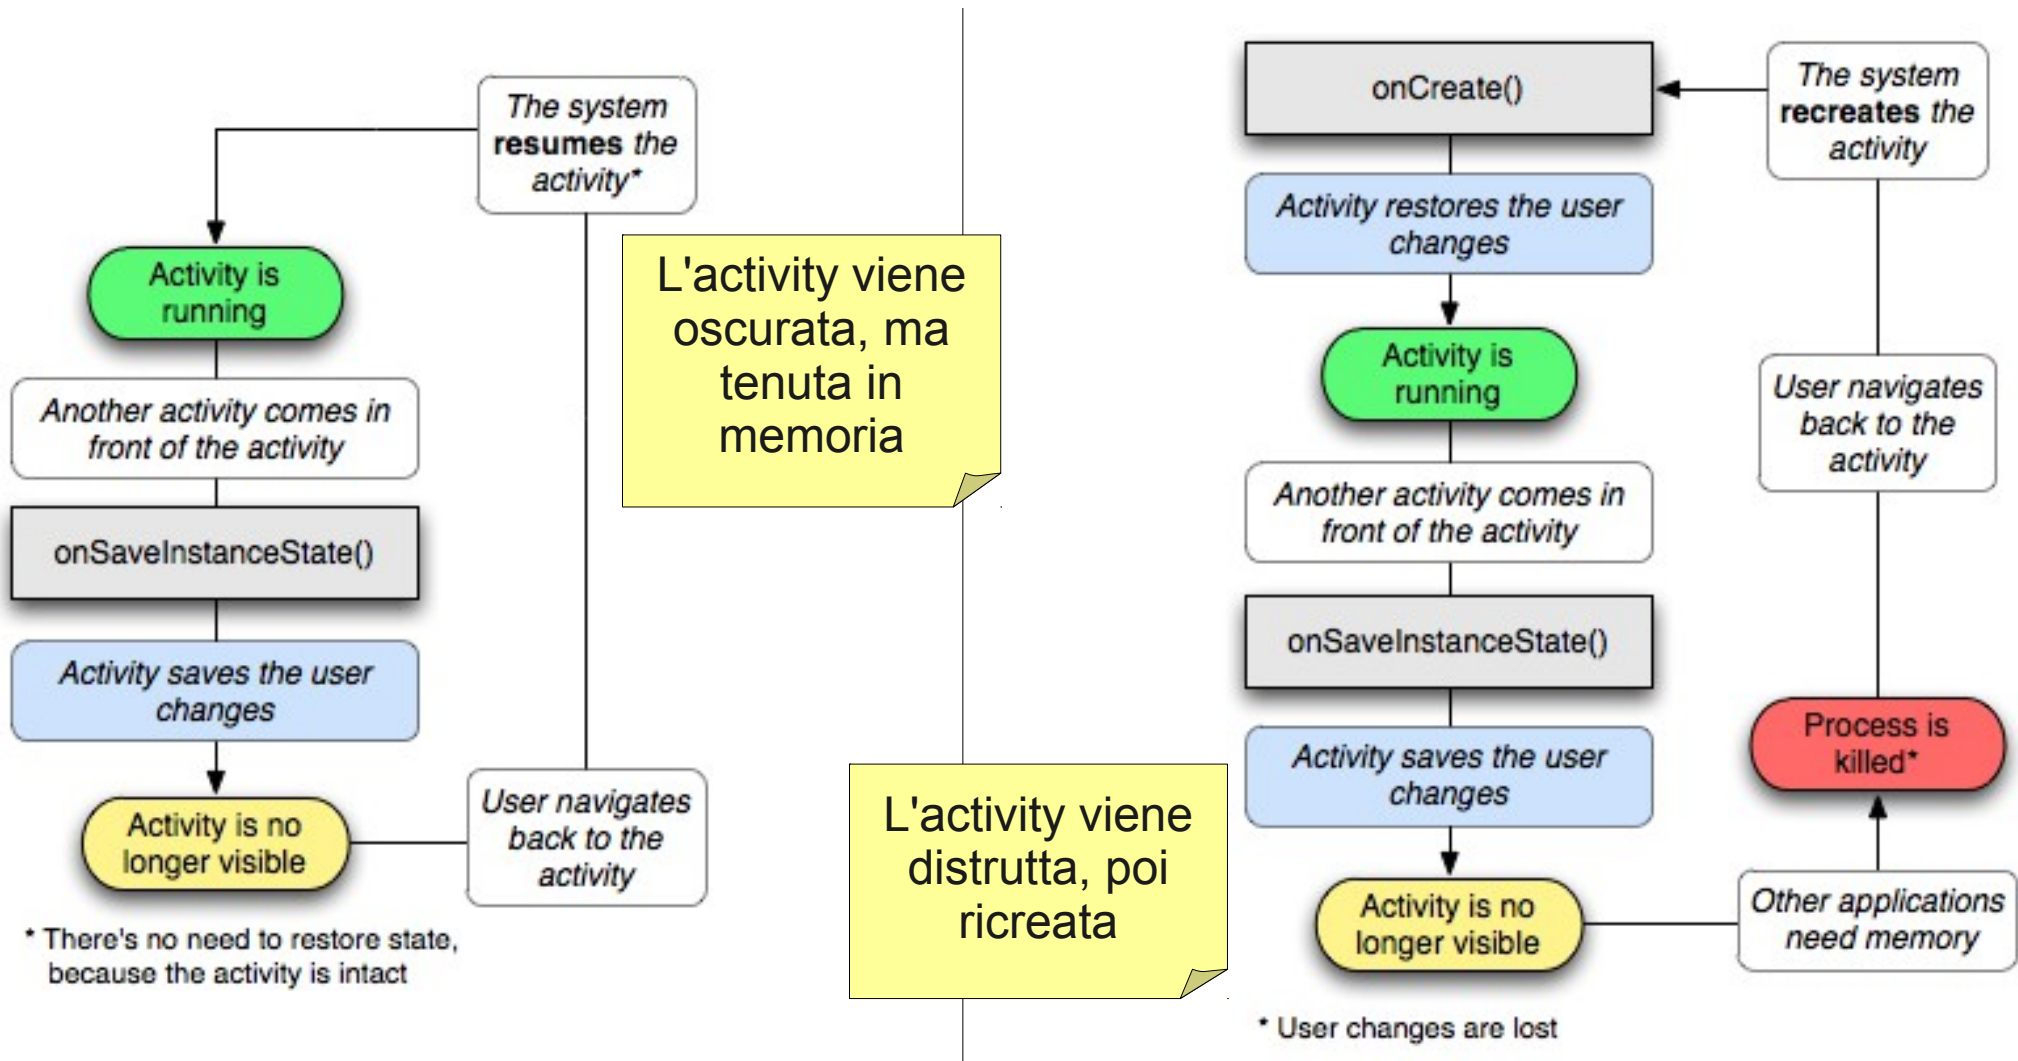 The system
resumes the
activity*
Activity is
running
Another activity comes in
front of the activity
onSaveInstanceState()
Activity saves the user
changes
Activity is no
longer visible
User navigates
back to the
activity
* There's no need to restore state,
because the activity is intact
L'activity viene
oscurata, ma
tenuta in
memoria
L'activity viene
distrutta, poi
ricreata
onCreate()
The system
recreates the
activity
Activity restores the user
changes
Activity is
running
User navigates
back to the
activity
Another activity comes in
front of the activity
onSaveInstanceState()
Activity saves the user
changes
Process is
killed*
Activity is no
longer visible
Other applications
need memory
* User changes are lost